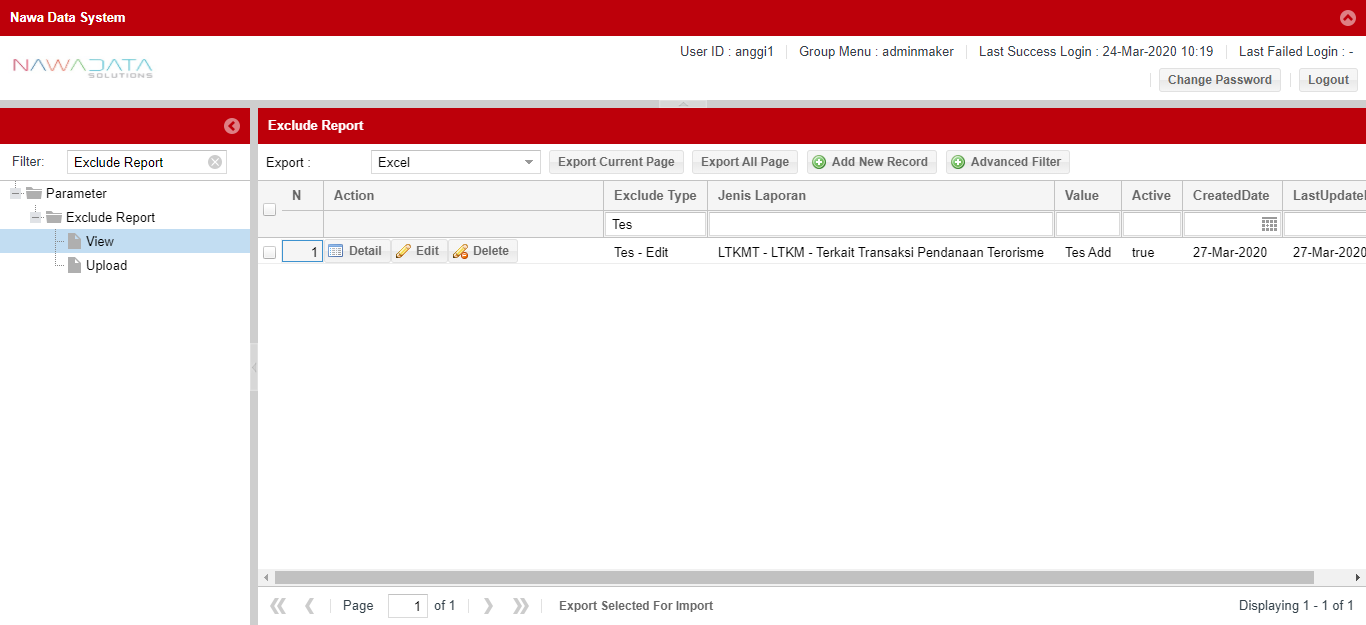 Nawa Data System
NAWADATA
SOLUTIONS
User ID : anggi1 Group Menu : adminmaker Last Success Login : 24-Mar-2020 10:19 Last Failed Login : -
Change Password Logout
Filter: Exclude Report
Parameter
Exclude Report
View
Upload
Exclude Report
Export : Excel Export Current Page Export All Page Add New Record Advanced Filter
N Action Exclude Type Jenis Laporan Value Active CreatedDate
Tes
1 Detail Edit Delete Tes - Edit LTKMT - LTKM - Terkait Transaksi Pendanaan Terorisme Tes Add true 27-Mar-2020 27-Mar-2020
Page 1 of 1 Export Selected For Import Displaying 1 - 1 of 1